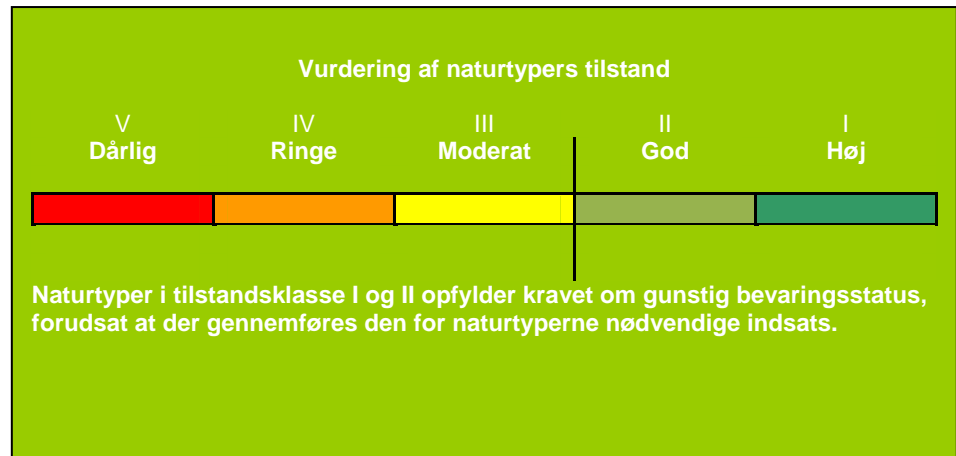 Vurdering af naturtypers tilstand
V IV III II I
Dårlig Ringe Moderat God Høj
Naturtyper i tilstandsklasse I og II opfylder kravet om gunstig bevaringsstatus,
forudsat at der gennemføres den for naturtyperne nødvendige indsats.